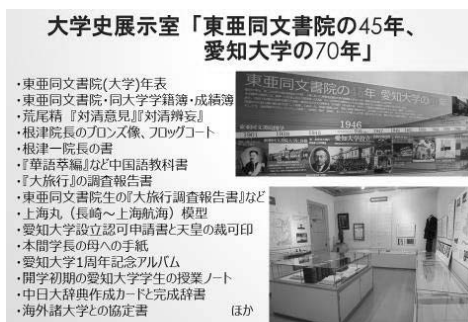 大学史展示室「東亜同文書院の45年、
愛知大学の70年」
・東亜同文書院(大学)年表
・東亜同文書院・同大学学籍簿・成績簿
・荒尾精『対清意見』『対清辨妄』
・根津院長のブロンズ像、フロッグコート
・根津一院長の書
・『華語萃編』など中国語教科書
・『大旅行』の調査報告書
・東亜同文書院生の『大旅行調査報告書』など
・上海丸（長崎～上海航海）模型
・愛知大学設立認可申請書と天皇の裁可印
・本間学長の母への手紙
・愛知大学1周年記念アルバム
・開学初期の愛知大学学生の授業ノート
・中日大辞典作成カードと完成辞書
・海外諸大学との協定書　　ほか
東亜同文書院の45年 愛知大学の
1946